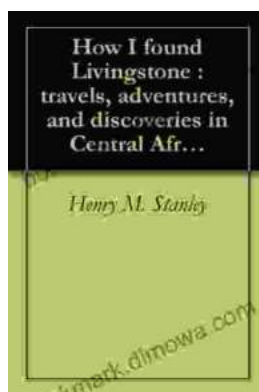 How I found
Livingstone :
travels, adventures,
and discoveries in
Central Afr...
Henry M. Stanley